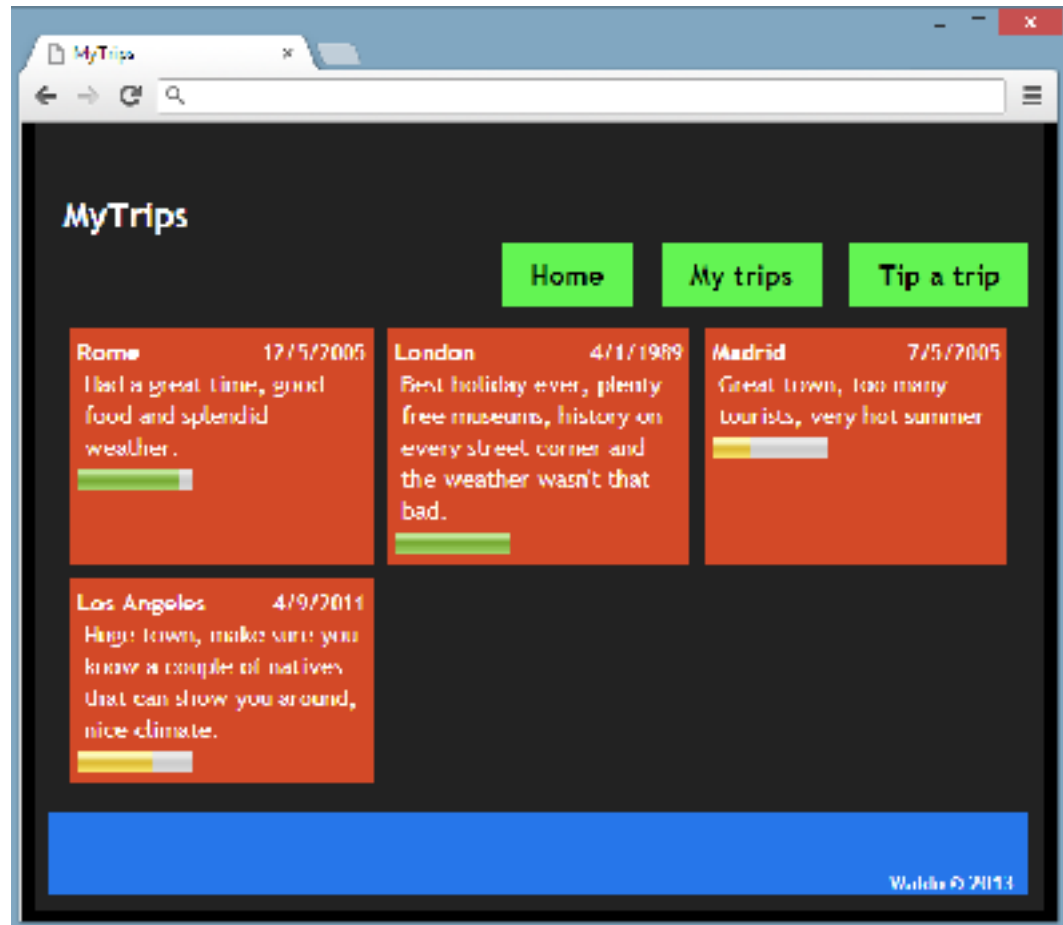 MyTrips
MyTrips
Home My trips Tip a trip
Rome 12/5/2005
Had a great time, good
food and splendid
weather.
London 4/1/1989
Best holiday ever, plenty
free museums, history on
every street corner and
the weather wasn't that
bad.
Madrid 7/5/2005
Great town, too many
tourists, very hot summer
Los Angeles 4/9/2011
Huge town, make sure you
know a couple of natives
that can show you around,
nice climate.
© 2013